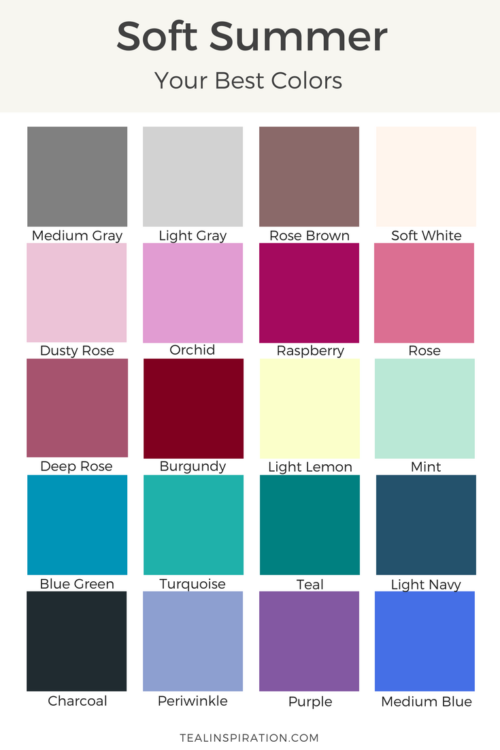 Soft Summer
Your Best Colors
Medium Gray Light Gray Rose Brown Soft White
Dusty Rose Orchid Raspberry Rose
Deep Rose Burgundy Light Lemon Mint
Blue Green Turquoise Teal Light Navy
Charcoal Periwinkle Purple Medium Blue
TEALINSPIRATION.COM